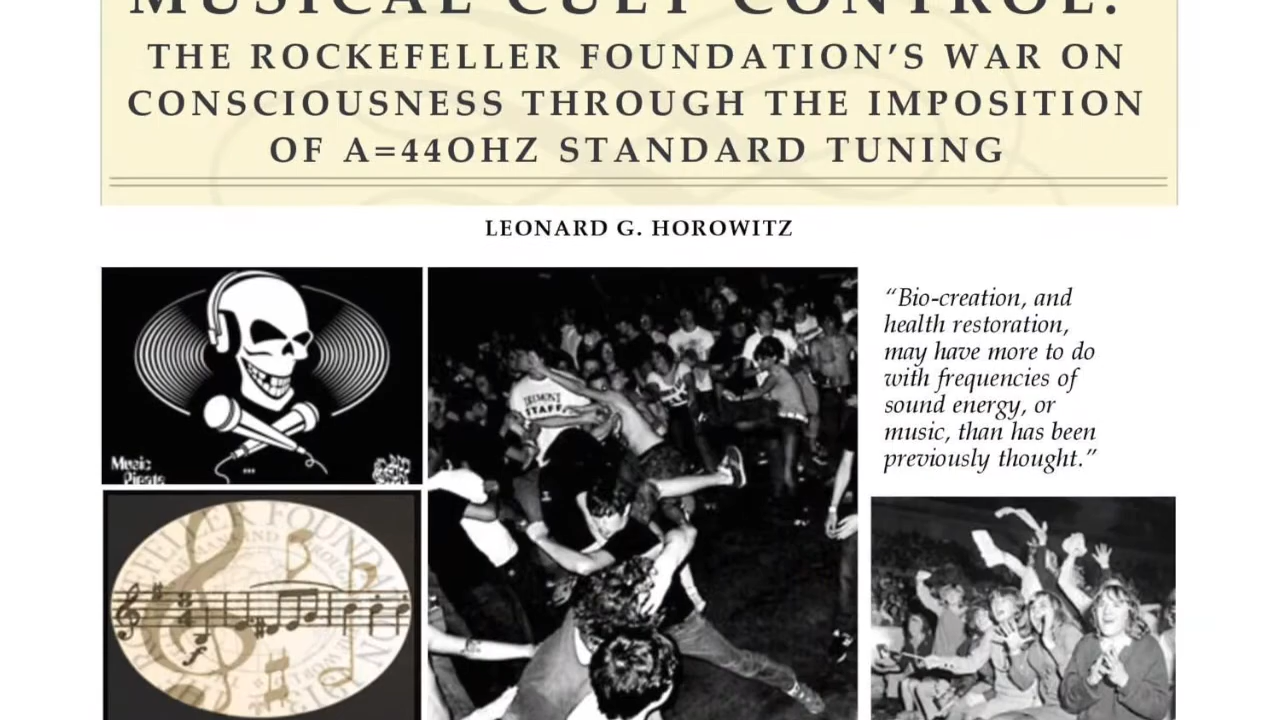 MUSICAL CULT CONTROL:
THE ROCKEFELLER FOUNDATION’S WAR ON
CONSCIOUSNESS THROUGH THE IMPOSITION
OF A=440HZ STANDARD TUNING
LEONARD G. HOROWITZ
“Bio-creation, and
health restoration,
may have more to do
with frequencies of
sound energy, or
music, than has been
previously thought.”
STAFF
Music
Pirate